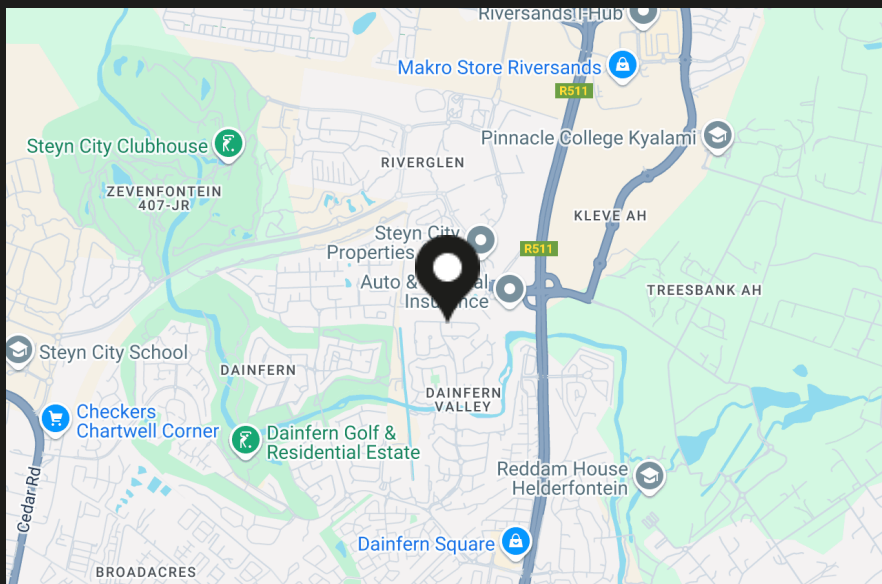 Riversands I-Hub
Makro Store Riversands
R511
Pinnacle College Kyalami
Steyn City Clubhouse
RIVERGLEN
ZEVENFONTEIN
407-JR
KLEVE AH
Steyn City
Properties
R511
Auto &
Insurance
TREESBANK AH
Steyn City School
DAINFERN
DAINFERN
VALLEY
Checkers
Chartwell Corner
Dainfern Golf &
Residential Estate
Reddam House
Helderfontein
Cedar Rd
Dainfern Square
BROADACRES